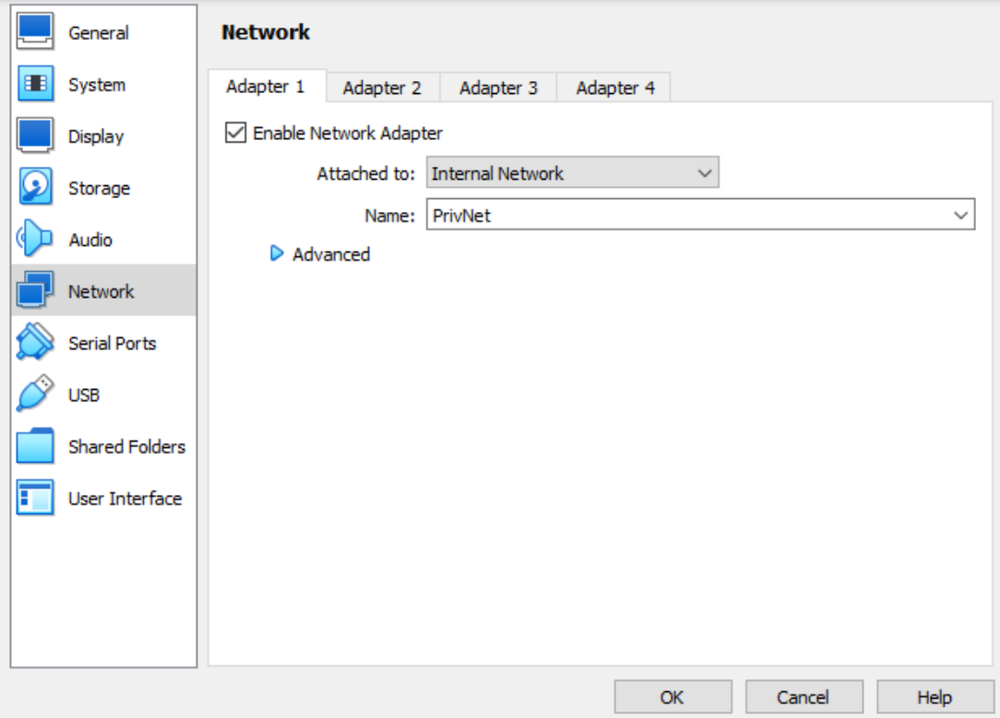 General
System
Display
Storage
Audio
Network
Serial Ports
USB
Shared Folders
User Interface
Network
Adapter 1 Adapter 2 Adapter 3 Adapter 4
Enable Network Adapter
Attached to: Internal Network
Name: PrivNet
Advanced
OK Cancel Help